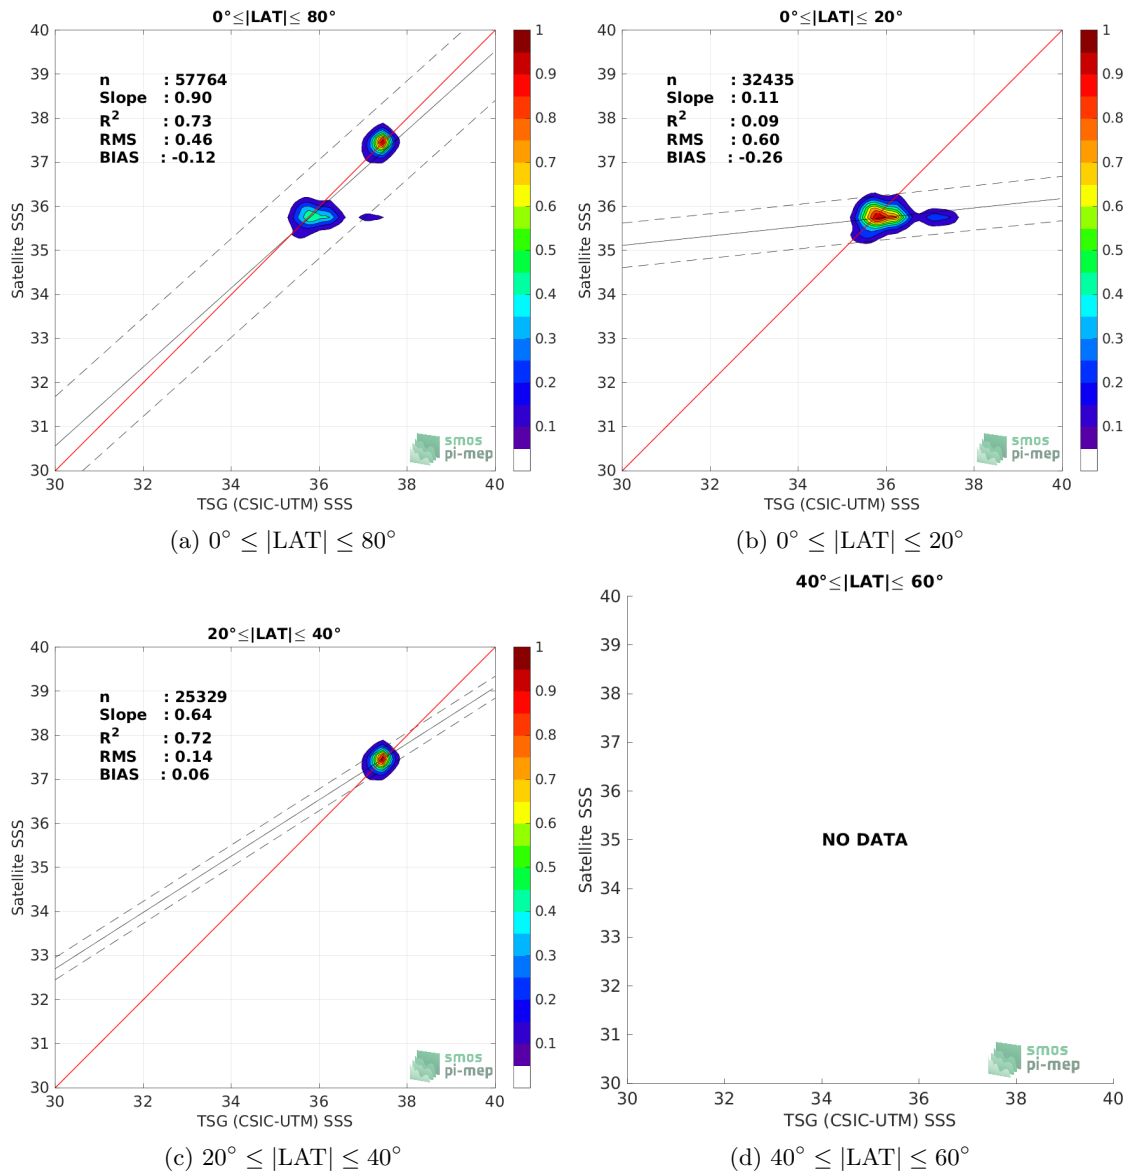 0°≤|LAT|≤ 80°
40
39
38
37
36
35
34
33
32
31
30
Satellite SSS
n : 57764
Slope : 0.90
R² : 0.73
RMS : 0.46
BIAS : -0.12
smos
pi-mep
30 32 34 36 38 40
TSG (CSIC-UTM) SSS
1
0.9
0.8
0.7
0.6
0.5
0.4
0.3
0.2
0.1
(a) 0° ≤ |LAT| ≤ 80°
0°≤|LAT|≤ 20°
40
39
38
37
36
35
34
33
32
31
30
Satellite SSS
n : 32435
Slope : 0.11
R² : 0.09
RMS : 0.60
BIAS : -0.26
smos
pi-mep
30 32 34 36 38 40
TSG (CSIC-UTM) SSS
1
0.9
0.8
0.7
0.6
0.5
0.4
0.3
0.2
0.1
(b) 0° ≤ |LAT| ≤ 20°
20°≤|LAT|≤ 40°
40
39
38
37
36
35
34
33
32
31
30
Satellite SSS
n : 25329
Slope : 0.64
R² : 0.72
RMS : 0.14
BIAS : 0.06
smos
pi-mep
30 32 34 36 38 40
TSG (CSIC-UTM) SSS
1
0.9
0.8
0.7
0.6
0.5
0.4
0.3
0.2
0.1
(c) 20° ≤ |LAT| ≤ 40°
40°≤|LAT|≤ 60°
40
39
38
37
36
35
34
33
32
31
30
Satellite SSS
NO DATA
smos
pi-mep
30 32 34 36 38 40
TSG (CSIC-UTM) SSS
(d) 40° ≤ |LAT| ≤ 60°